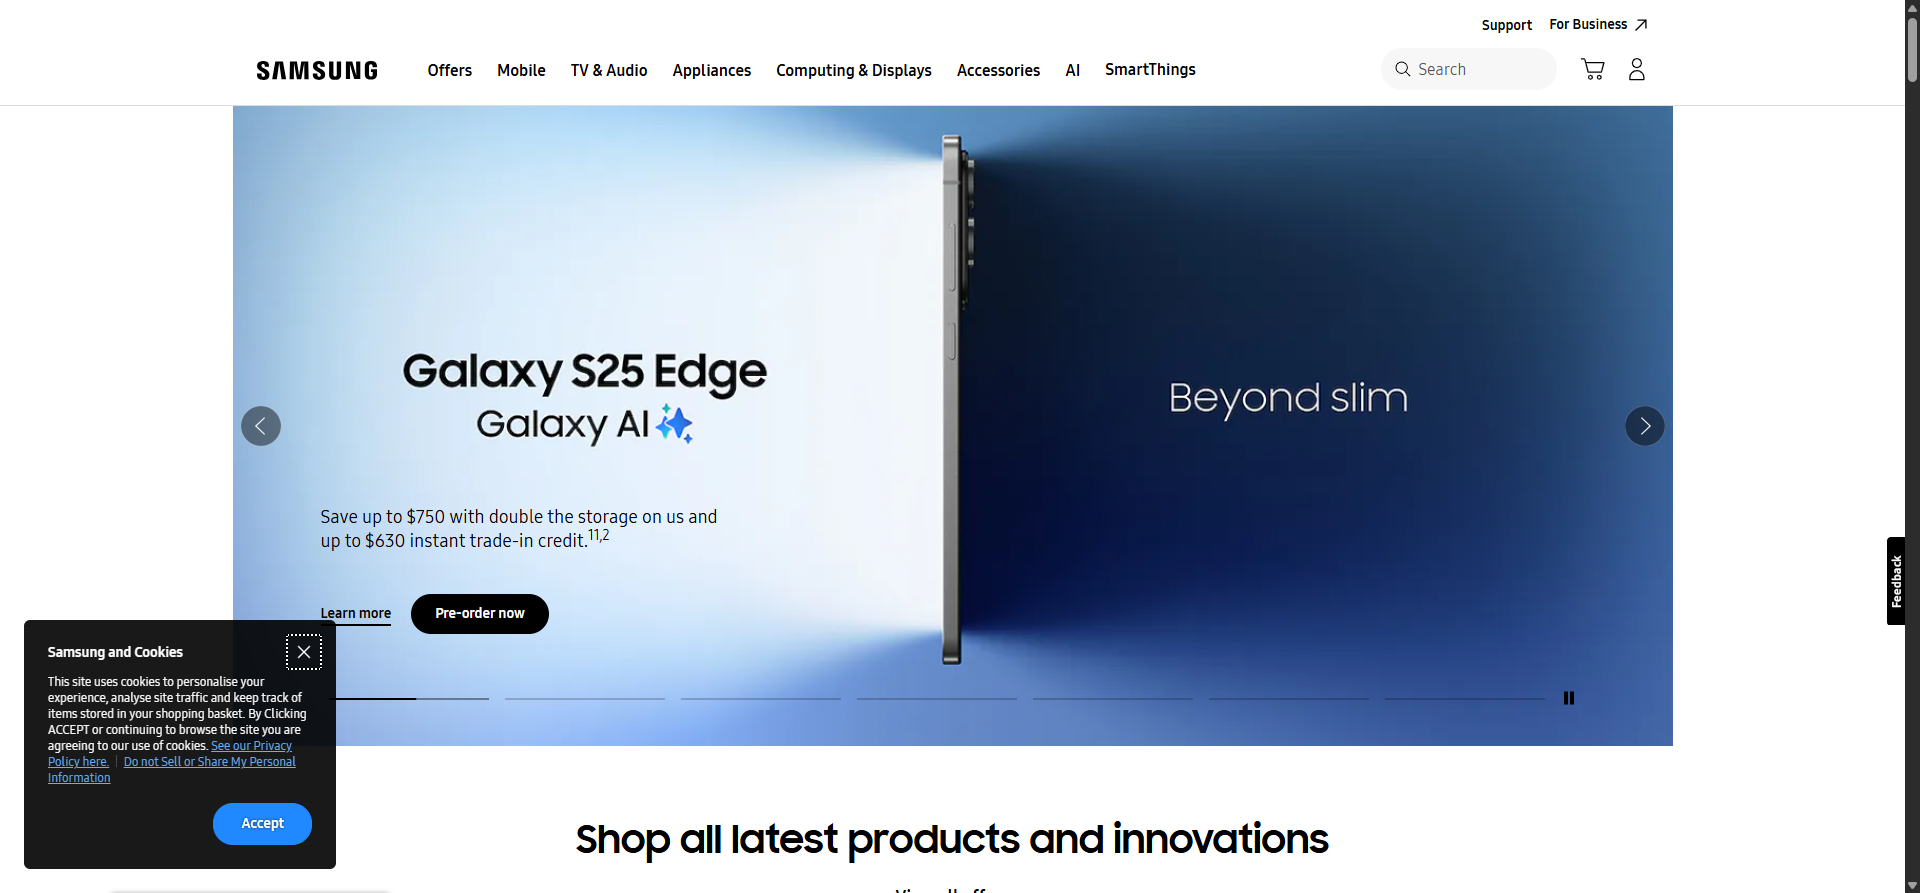 Support For Business
SAMSUNG
Offers Mobile TV & Audio Appliances Computing & Displays Accessories AI SmartThings
Search
Galaxy S25 Edge
Galaxy AI
Beyond slim
Save up to $750 with double the storage on us and
up to $630 instant trade-in credit.11,2
Learn more Pre-order now
Feedback
Samsung and Cookies
This site uses cookies to personalise your
experience, analyse site traffic and keep track of
items stored in your shopping basket. By Clicking
ACCEPT or continuing to browse the site you are
agreeing to our use of cookies. See our Privacy
Policy here. | Do not Sell or Share My Personal
Information
Accept
Shop all latest products and innovations